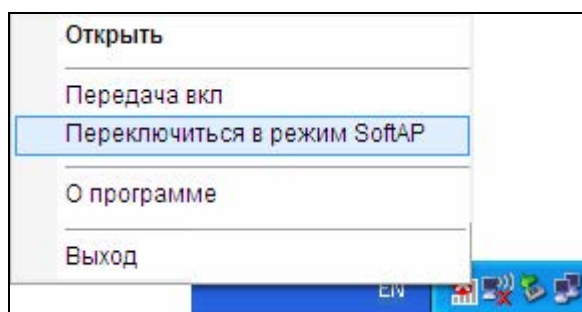 Открыть
Передача вкл
Переключиться в режим SoftAP
О программе
Выход
EN